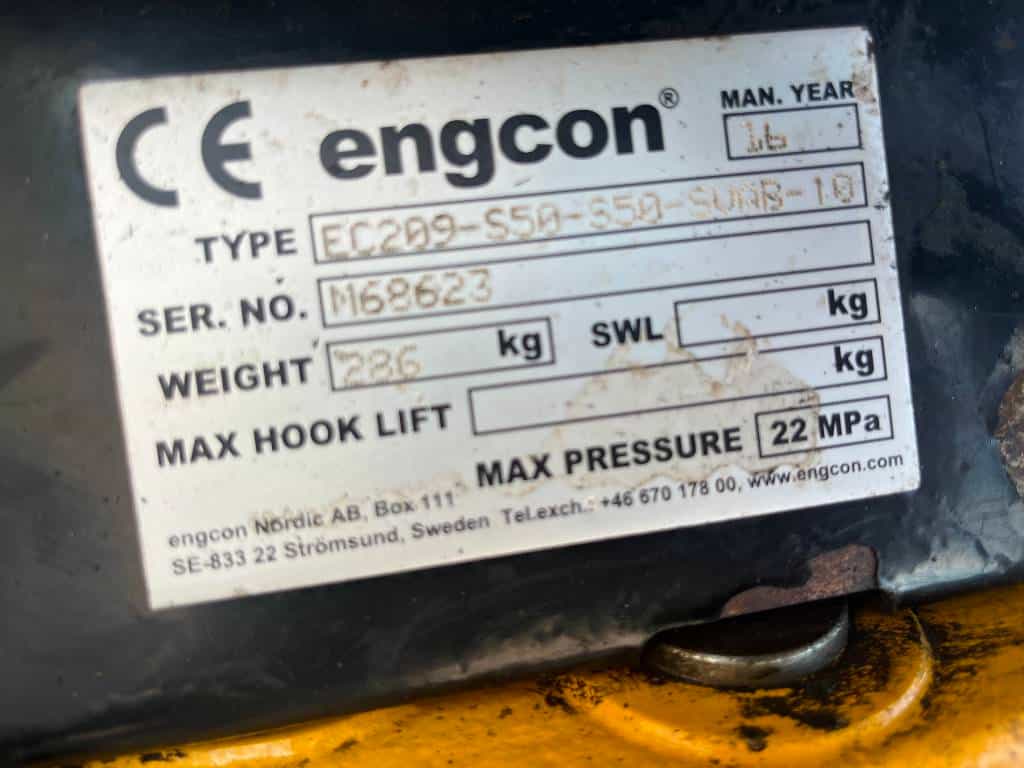 CE engcon® MAN. YEAR
16
TYPE EC209-S50-S50-SVAB-10
SER. NO. M68623
WEIGHT 286 kg SWL kg
MAX HOOK LIFT kg
MAX PRESSURE 22 MPa
engcon Nordic AB, Box 111
SE-833 22 Strömsund, Sweden Tel.exch.: +46 670 178 00, www.engcon.com